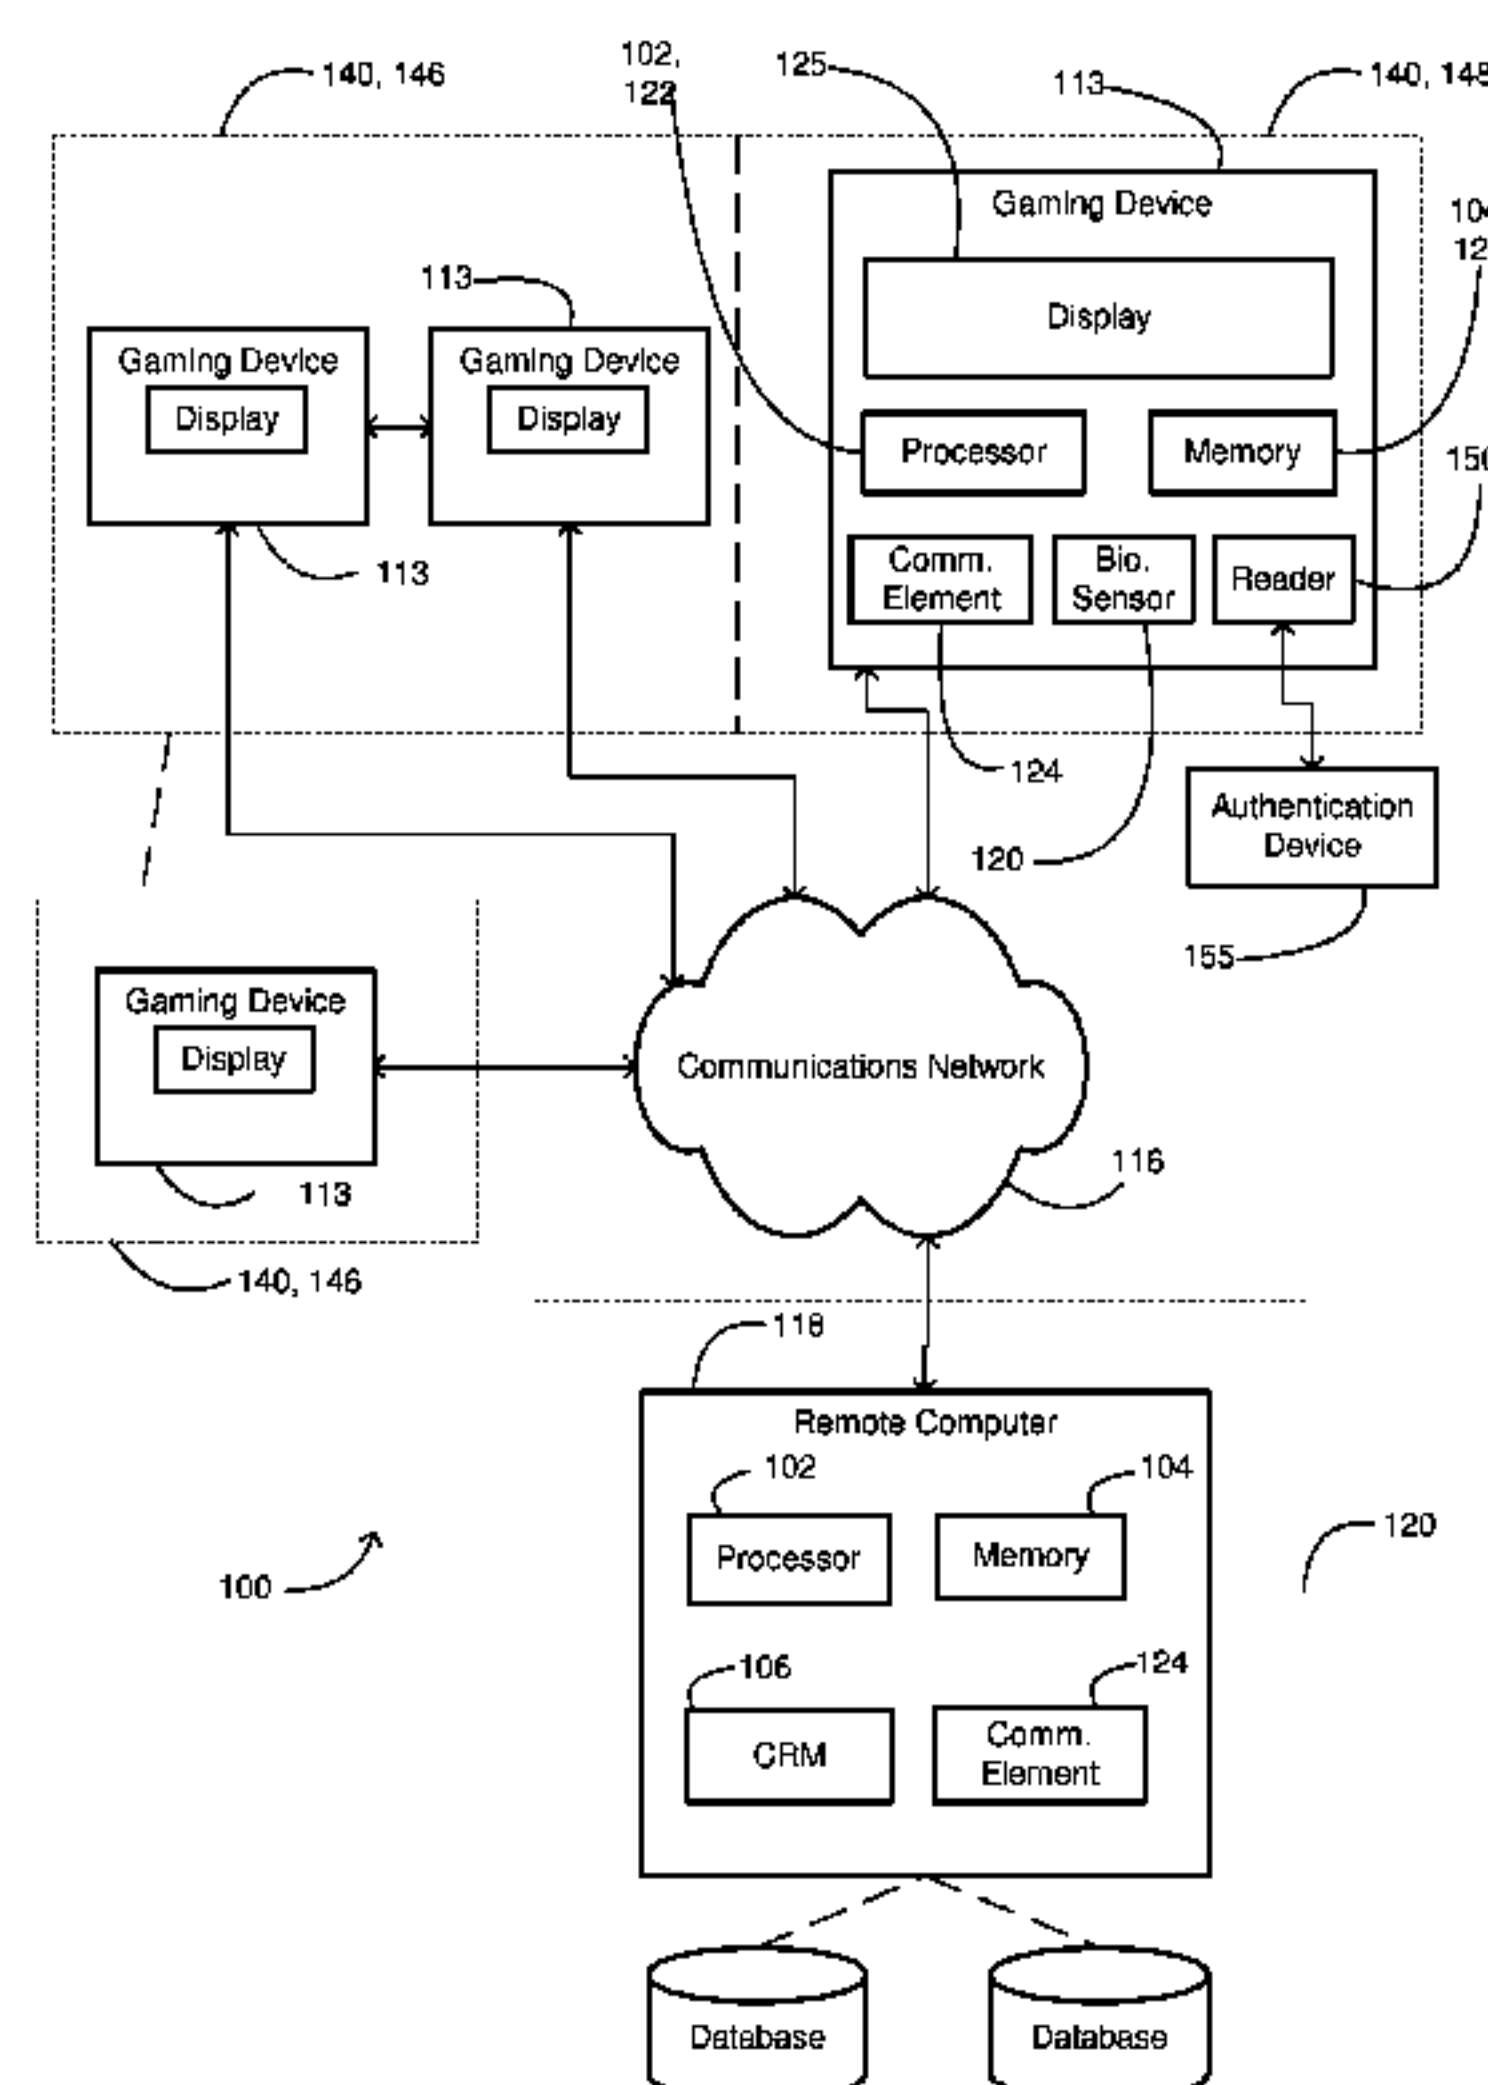 140, 146
102,
122
125
113
140, 148
Gaming Device
Display
113
Gaming Device
Display
Gaming Device
Display
Processor
Memory
113
Comm.
Element
Bio.
Sensor
Reader
124
120
Authentication
Device
155
Gaming Device
Display
Communications Network
113
116
140, 146
118
Remote Computer
102
104
Processor
Memory
120
100
106
124
CRM
Comm.
Element
Database
Database